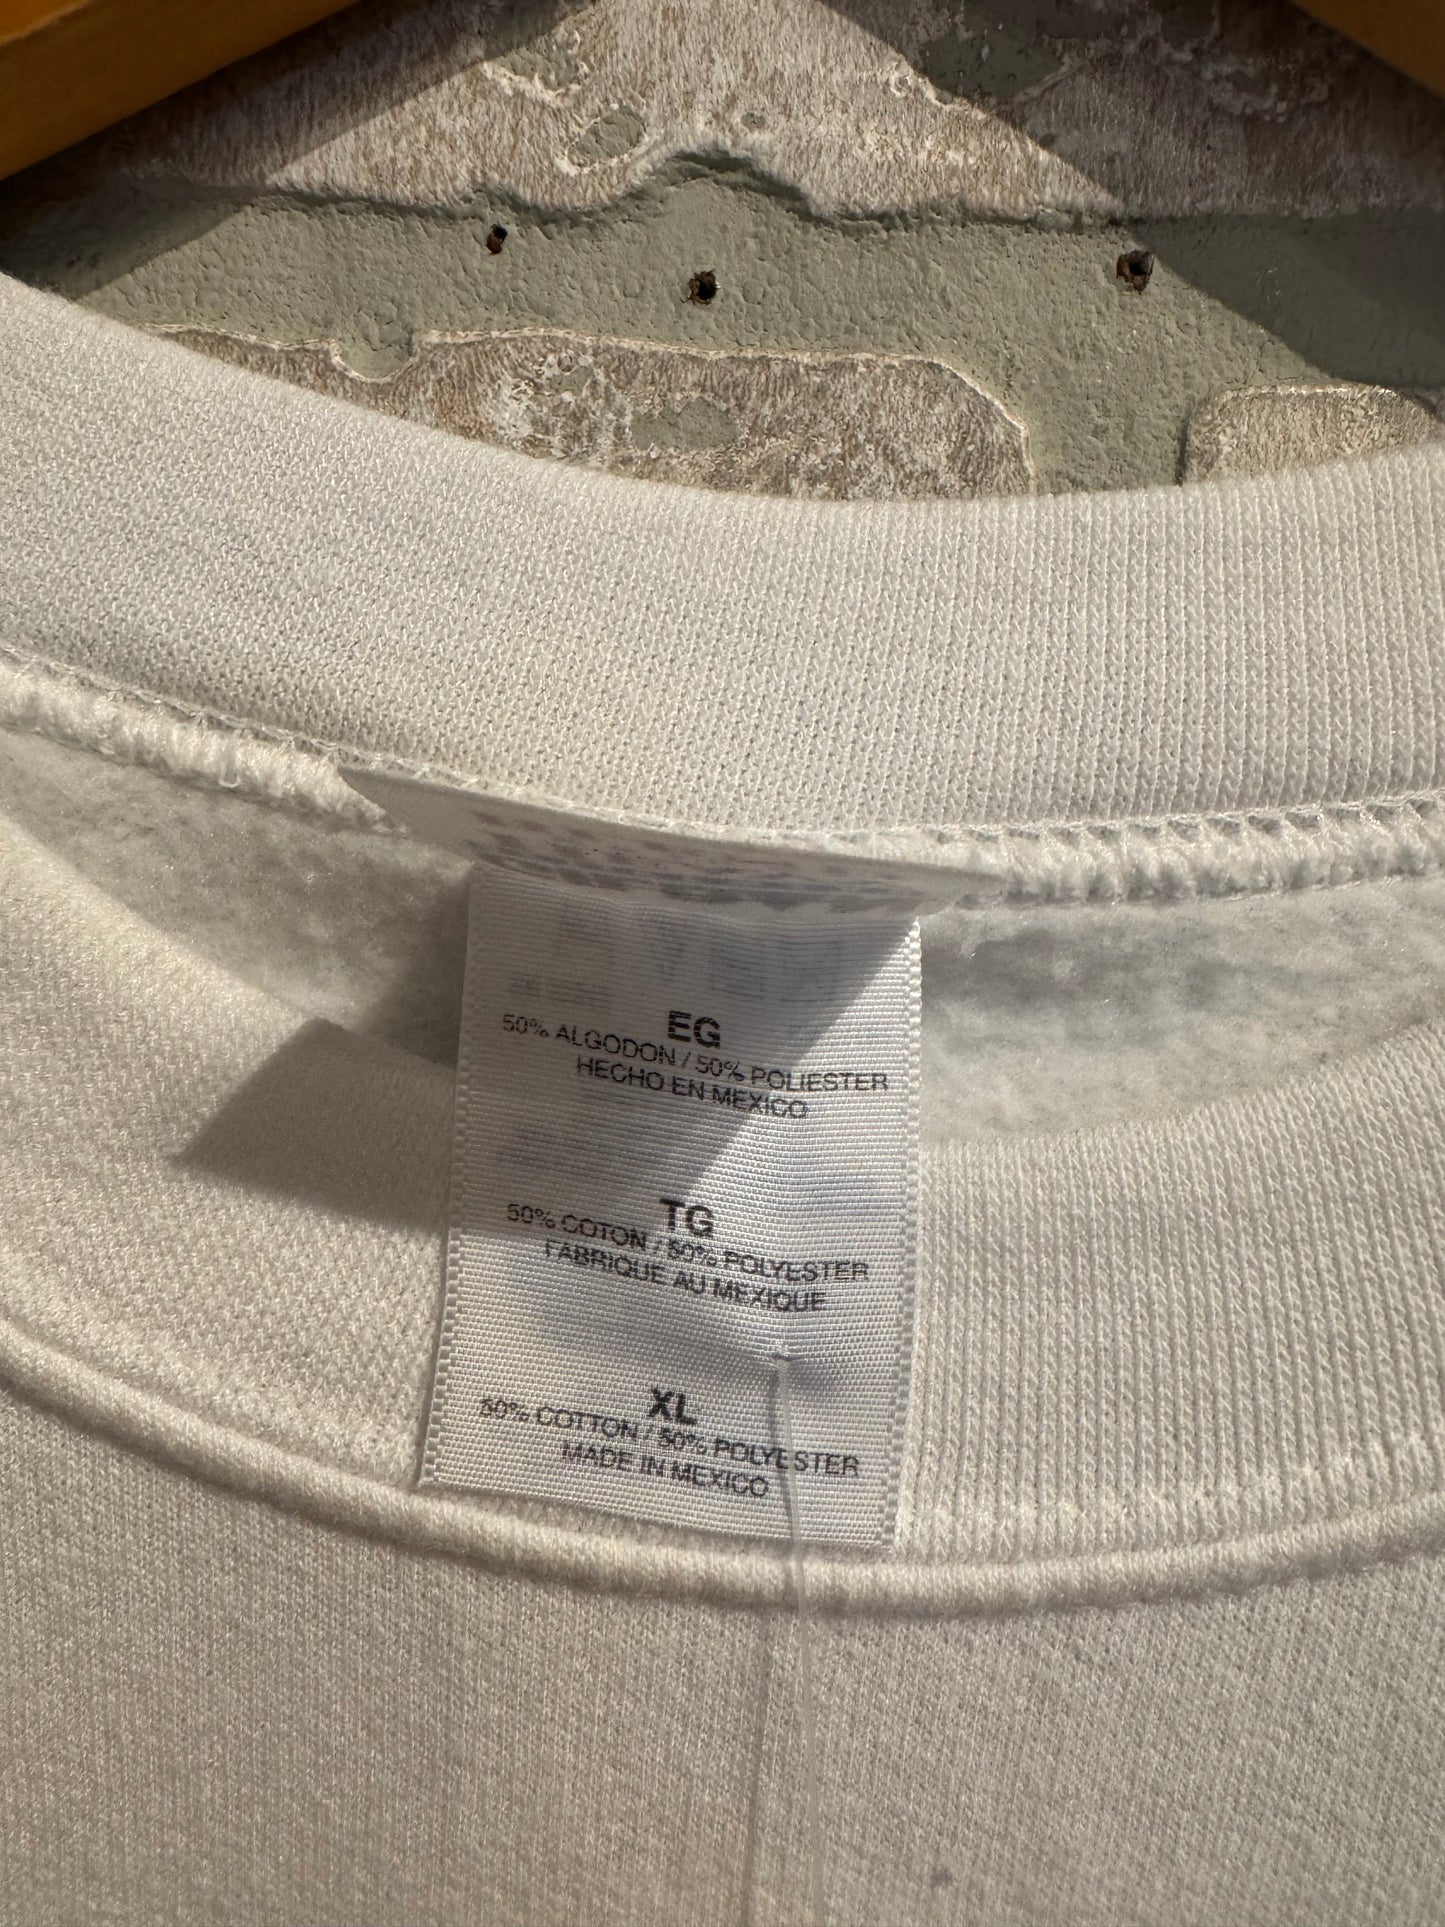 EG
50% ALGODON / 50% POLIESTER
HECHO EN MEXICO
TG
50% COTON / 50% POLYESTER
FABRIQUE AU MEXIQUE
XL
50% COTTON / 50% POLYESTER
MADE IN MEXICO